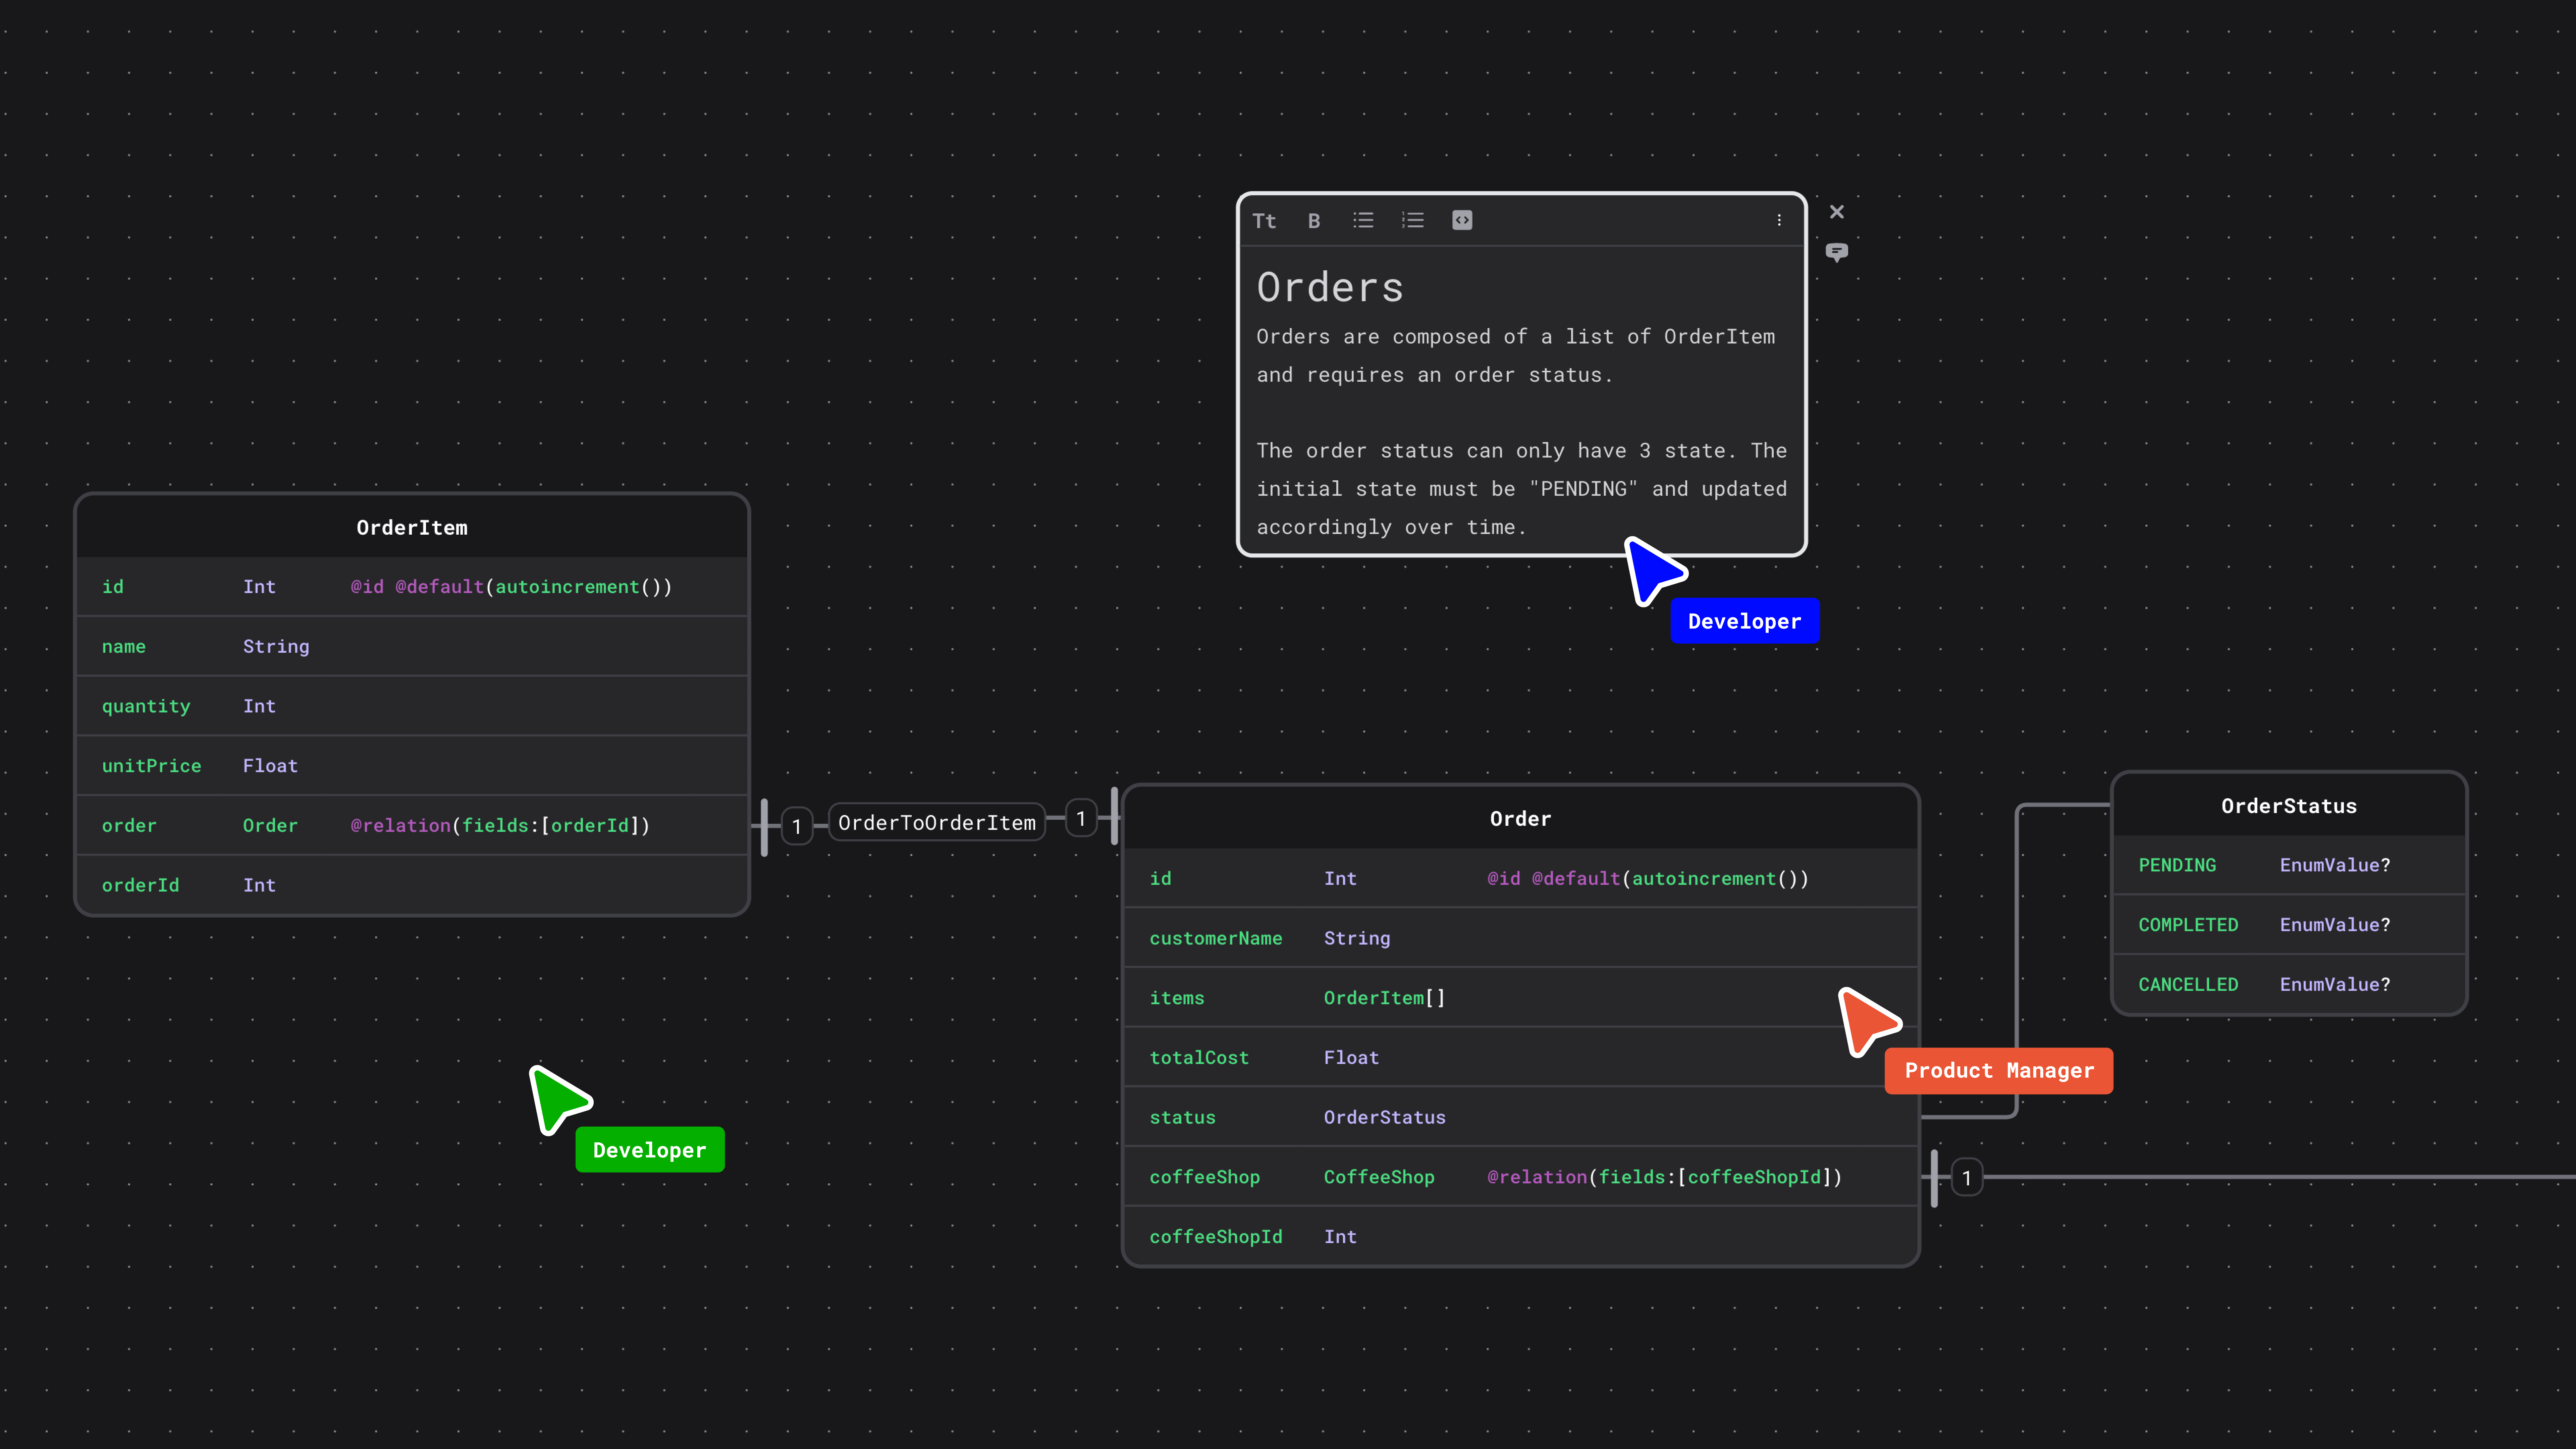 Tt B
Orders
Orders are composed of a list of OrderItem
and requires an order status.
The order status can only have 3 state. The
initial state must be "PENDING" and updated
accordingly over time.
Developer
OrderItem
id Int @id @default(autoincrement())
name String
quantity Int
unitPrice Float
order Order @relation(fields:[orderId])
orderId Int
1 OrderToOrderItem 1
Order
id Int @id @default(autoincrement())
customerName String
items OrderItem[]
totalCost Float
status OrderStatus
coffeeShop CoffeeShop @relation(fields:[coffeeShopId])
coffeeShopId Int
1
OrderStatus
PENDING EnumValue?
COMPLETED EnumValue?
CANCELLED EnumValue?
Product Manager
Developer